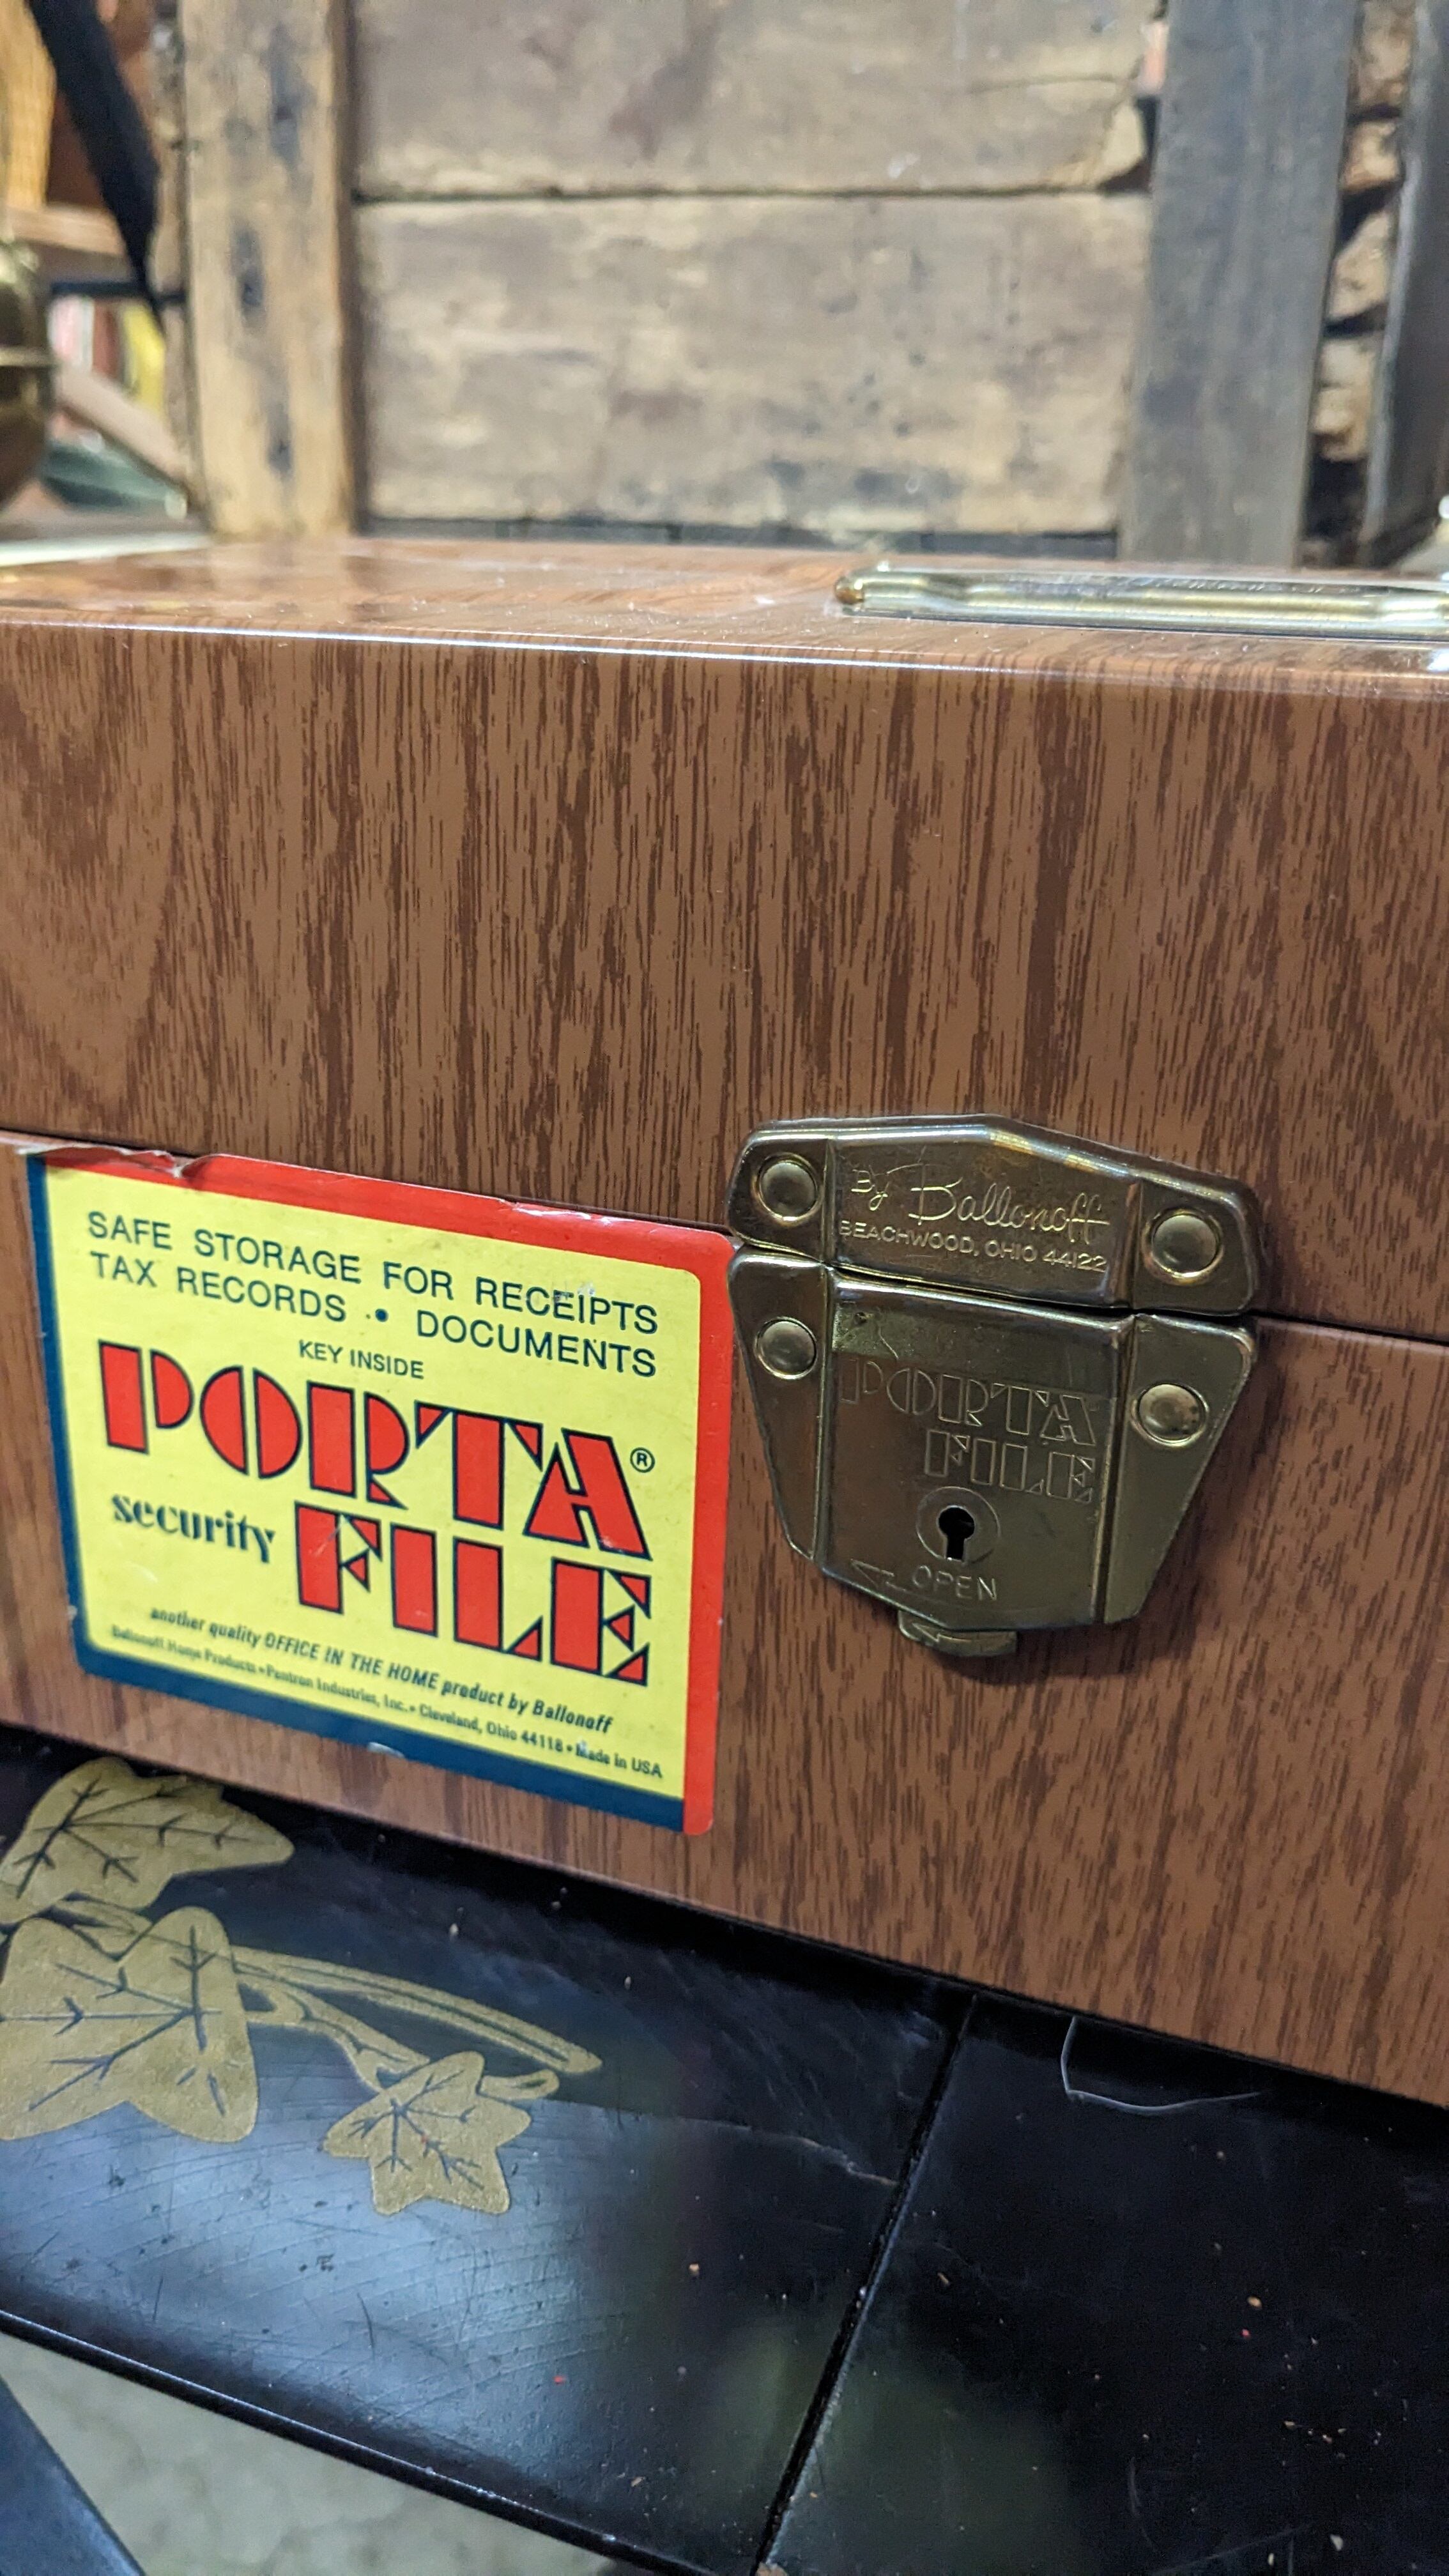 SAFE STORAGE FOR RECEIPTS
TAX RECORDS • DOCUMENTS
KEY INSIDE
PORTA®
security FILE
another quality OFFICE IN THE HOME product by Ballonoff
Ballonoff Home Products • Pentron Industries, Inc. • Cleveland, Ohio 44118 • Made in USA
By Ballonoff
BEACHWOOD, OHIO 44122
PORTA
FILE
OPEN